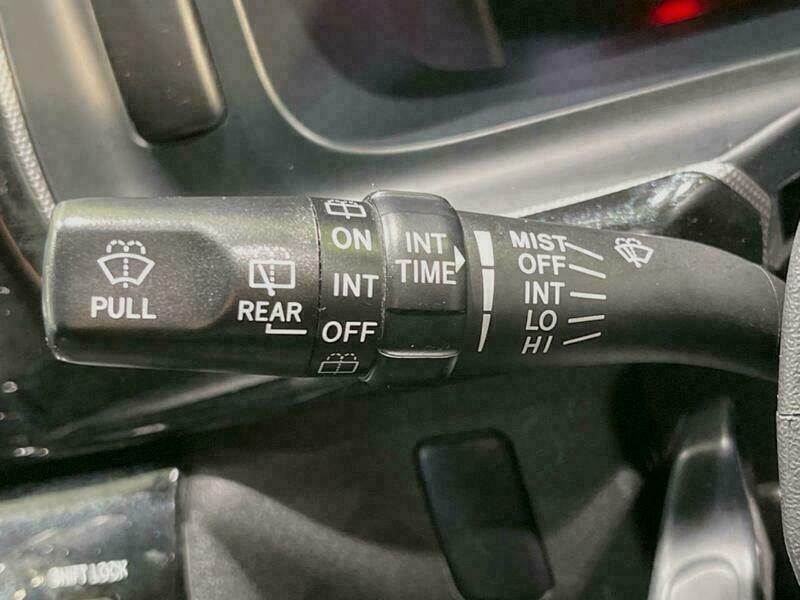 PULL
REAR
ON
INT
OFF
INT
TIME
MIST
OFF
INT
LO
HI
SHIFT LOCK